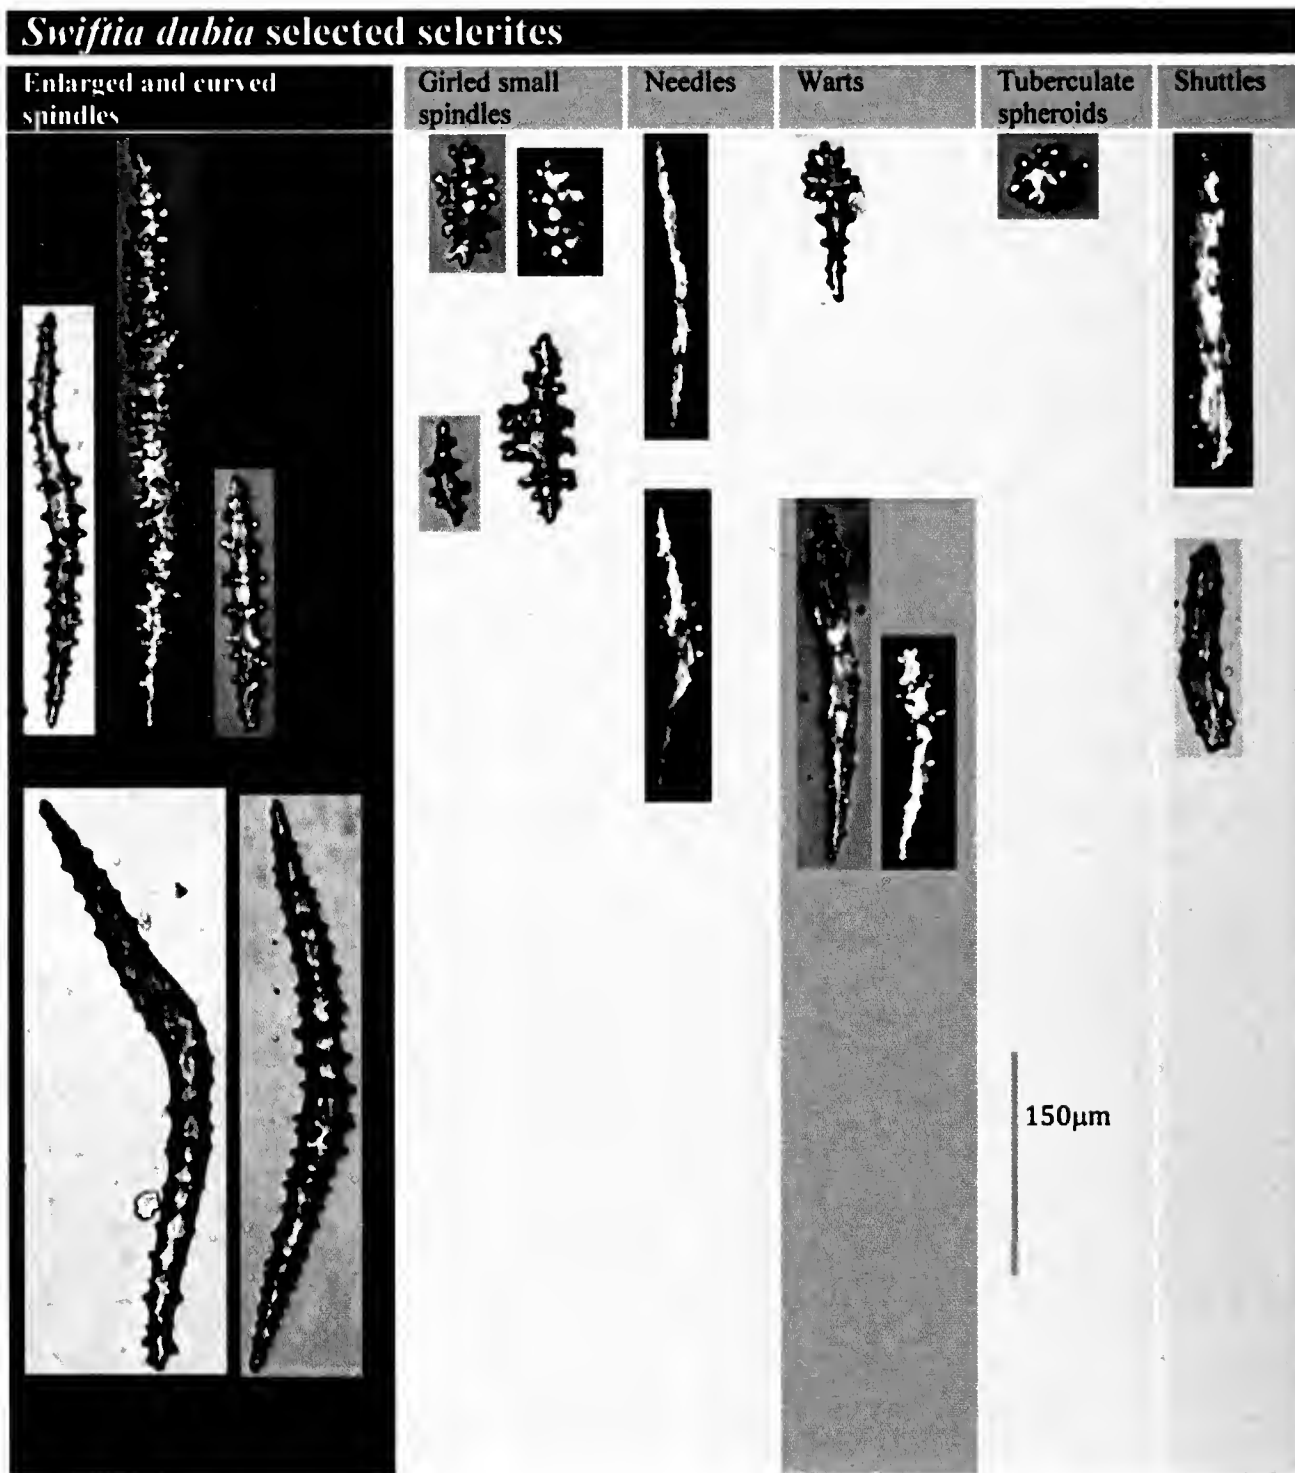 Swiftia dubia selected sclerites
Enlarged and curved
spindles
Girled small
spindles
Needles
Warts
Tuberculate
spheroids
Shuttles
150µm